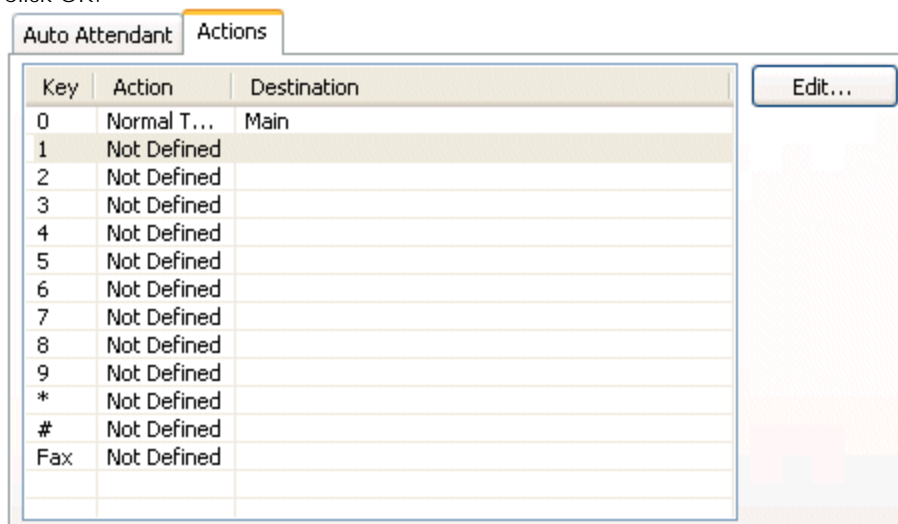 Click OK.
Auto Attendant Actions
Key Action Destination Edit...
0 Normal T... Main
1 Not Defined
2 Not Defined
3 Not Defined
4 Not Defined
5 Not Defined
6 Not Defined
7 Not Defined
8 Not Defined
9 Not Defined
* Not Defined
# Not Defined
Fax Not Defined